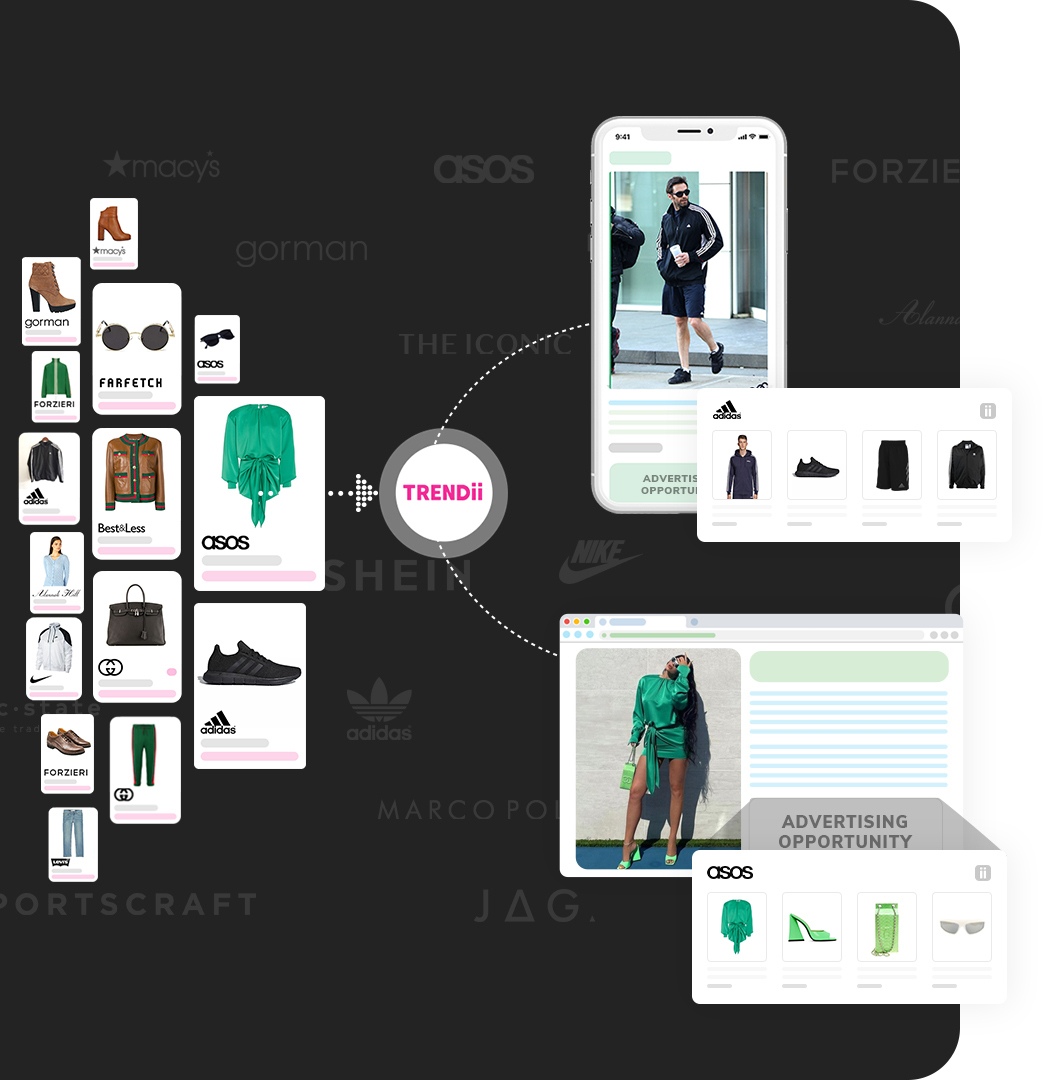 macy's
asos
FORZIE
gorman
THE ICONIC
SHEIN
NIKE
adidas
MARCO POL
PORTSCRAFT
JAG.
c·state
e trad
macy's
gorman
FORZIERI
adidas
Alannah Hill
FORZIERI
Levi's
FARFETCH
Best&Less
asos
asos
adidas
TRENDii
9:41
ADVERTIS
OPPORTU
adidas
ii
ADVERTISING
OPPORTUNITY
asos
ii